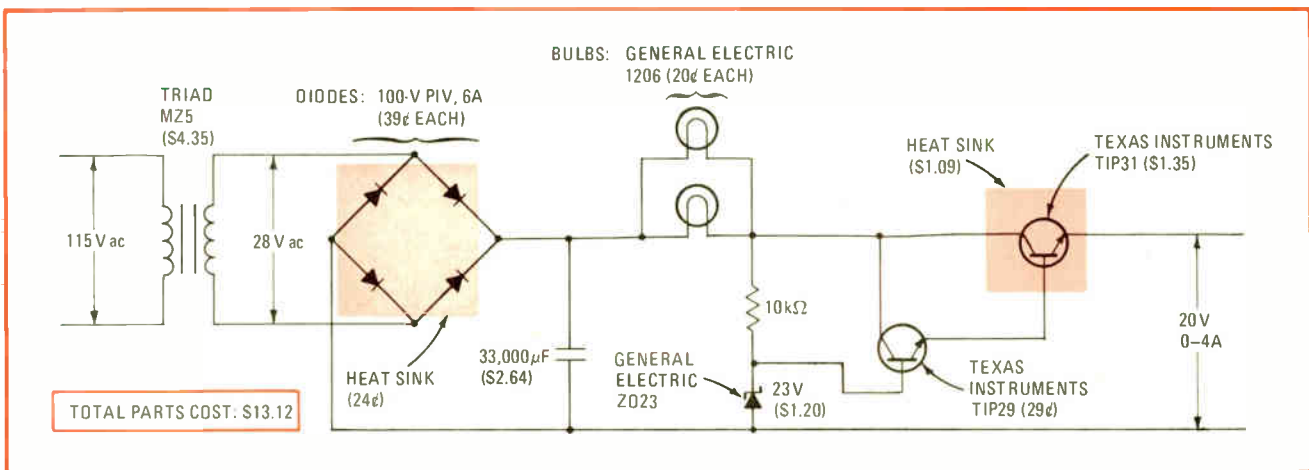 BULBS: GENERAL ELECTRIC
1206 (20¢ EACH)
TRIAD
MZ5
($4.35)
DIODES: 100-V PIV, 6A
(39¢ EACH)
HEAT SINK
($1.09)
TEXAS INSTRUMENTS
TIP31 ($1.35)
115 V ac
28 V ac
10kΩ
20 V
0–4A
33,000µF
($2.64)
GENERAL
ELECTRIC
ZD23
23 V
($1.20)
TEXAS
INSTRUMENTS
TIP29 (29¢)
HEAT SINK
(24¢)
TOTAL PARTS COST: $13.12